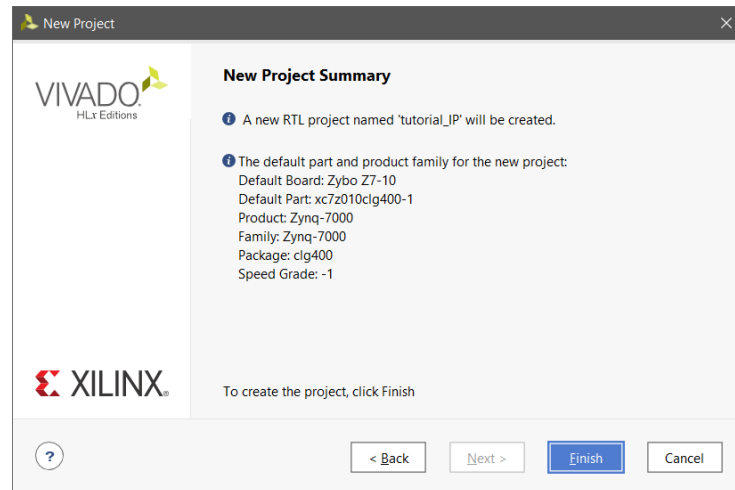 New Project
VIVADO.
HLx Editions
New Project Summary
A new RTL project named 'tutorial_IP' will be created.
The default part and product family for the new project:
Default Board: Zybo Z7-10
Default Part: xc7z010clg400-1
Product: Zynq-7000
Family: Zynq-7000
Package: clg400
Speed Grade: -1
XILINX®
To create the project, click Finish
?
< Back
Next >
Finish
Cancel